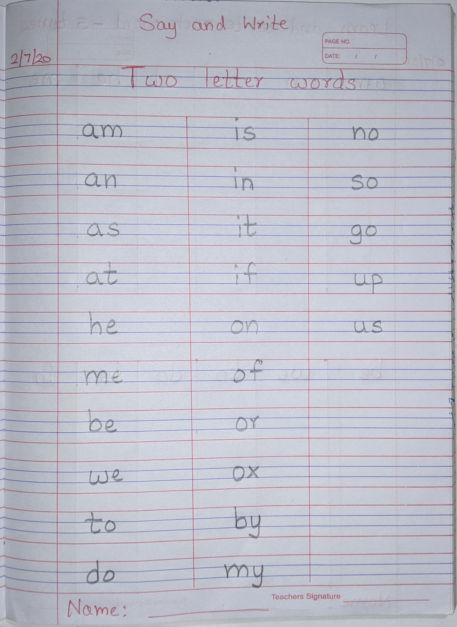 Say and Write
PAGE NO.
2/7/20
DATE: / /
Two letter words
am is no
an in so
as it go
at if up
he on us
me of
be or
we ox
to by
do my
Teachers Signature
Name: